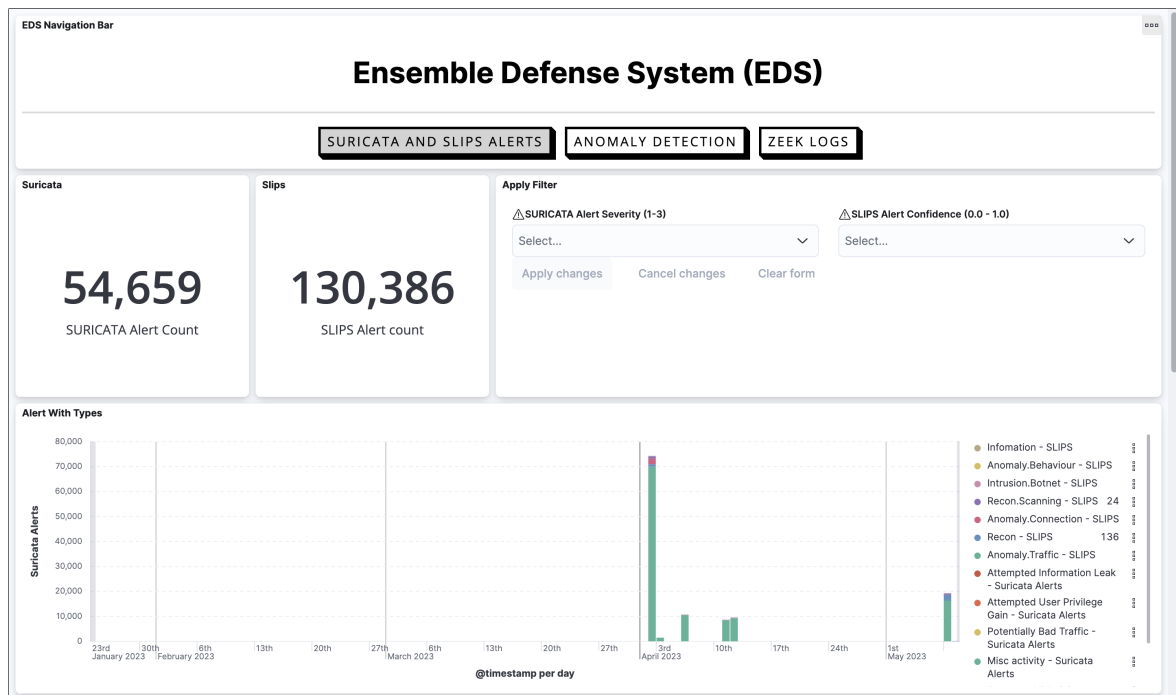 EDS Navigation Bar
Ensemble Defense System (EDS)
SURICATA AND SLIPS ALERTS
ANOMALY DETECTION
ZEEK LOGS
Suricata
54,659
SURICATA Alert Count
Slips
130,386
SLIPS Alert count
Apply Filter
SURICATA Alert Severity (1-3)
Select...
SLIPS Alert Confidence (0.0 - 1.0)
Select...
Apply changes
Cancel changes
Clear form
Alert With Types
Suricata Alerts
80,000
70,000
60,000
50,000
40,000
30,000
20,000
10,000
0
23rd
January 2023
30th
February 2023
6th
13th
20th
27th
March 2023
6th
13th
20th
27th
3rd
April 2023
10th
17th
24th
1st
May 2023
@timestamp per day
Infomation - SLIPS
Anomaly.Behaviour - SLIPS
Intrusion.Botnet - SLIPS
Recon.Scanning - SLIPS 24
Anomaly.Connection - SLIPS
Recon - SLIPS 136
Anomaly.Traffic - SLIPS
Attempted Information Leak
- Suricata Alerts
Attempted User Privilege
Gain - Suricata Alerts
Potentially Bad Traffic -
Suricata Alerts
Misc activity - Suricata
Alerts